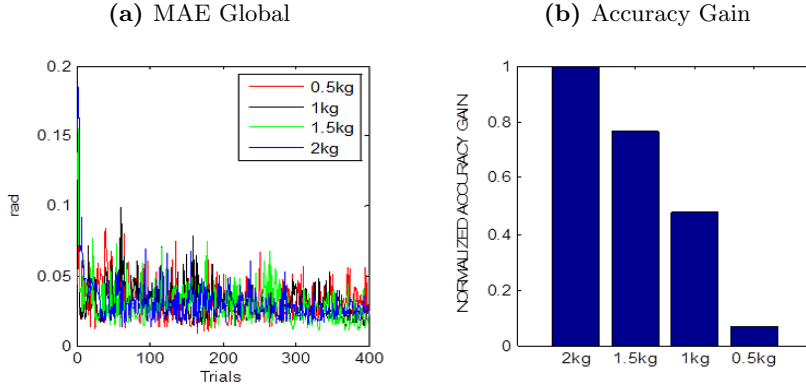 (a) MAE Global
0.2
0.15
0.1
0.05
0
rad
0.5kg
1kg
1.5kg
2kg
0 100 200 300 400
Trials
(b) Accuracy Gain
1
0.8
0.6
0.4
0.2
0
NORMALIZED ACCURACY GAIN
2kg 1.5kg 1kg 0.5kg